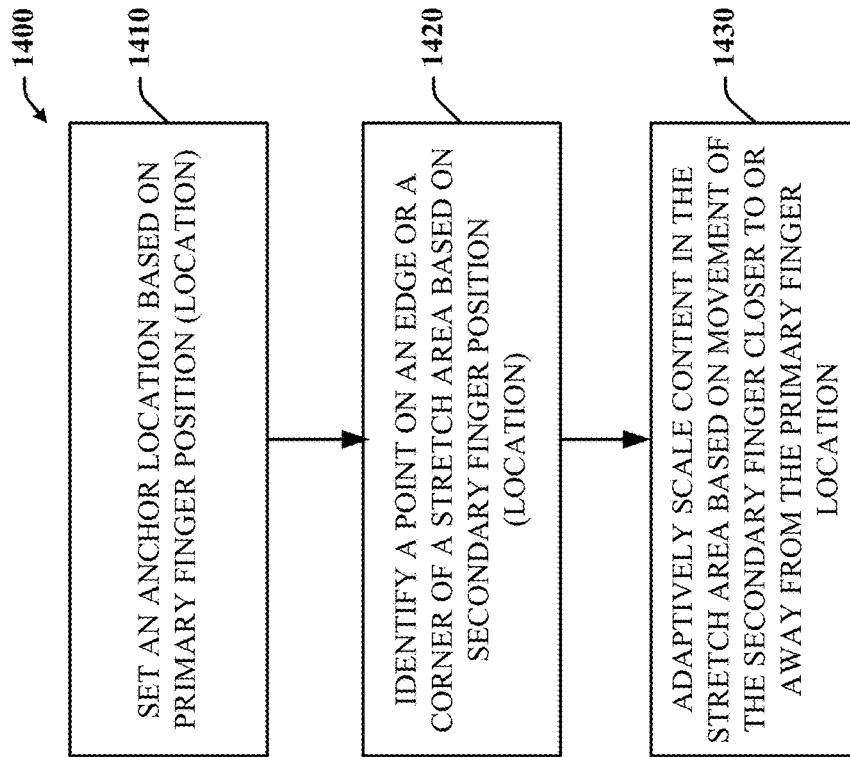 1400
1410
SET AN ANCHOR LOCATION BASED ON
PRIMARY FINGER POSITION (LOCATION)
1420
IDENTIFY A POINT ON AN EDGE OR A
CORNER OF A STRETCH AREA BASED ON
SECONDARY FINGER POSITION
(LOCATION)
1430
ADAPTIVELY SCALE CONTENT IN THE
STRETCH AREA BASED ON MOVEMENT OF
THE SECONDARY FINGER CLOSER TO OR
AWAY FROM THE PRIMARY FINGER
LOCATION